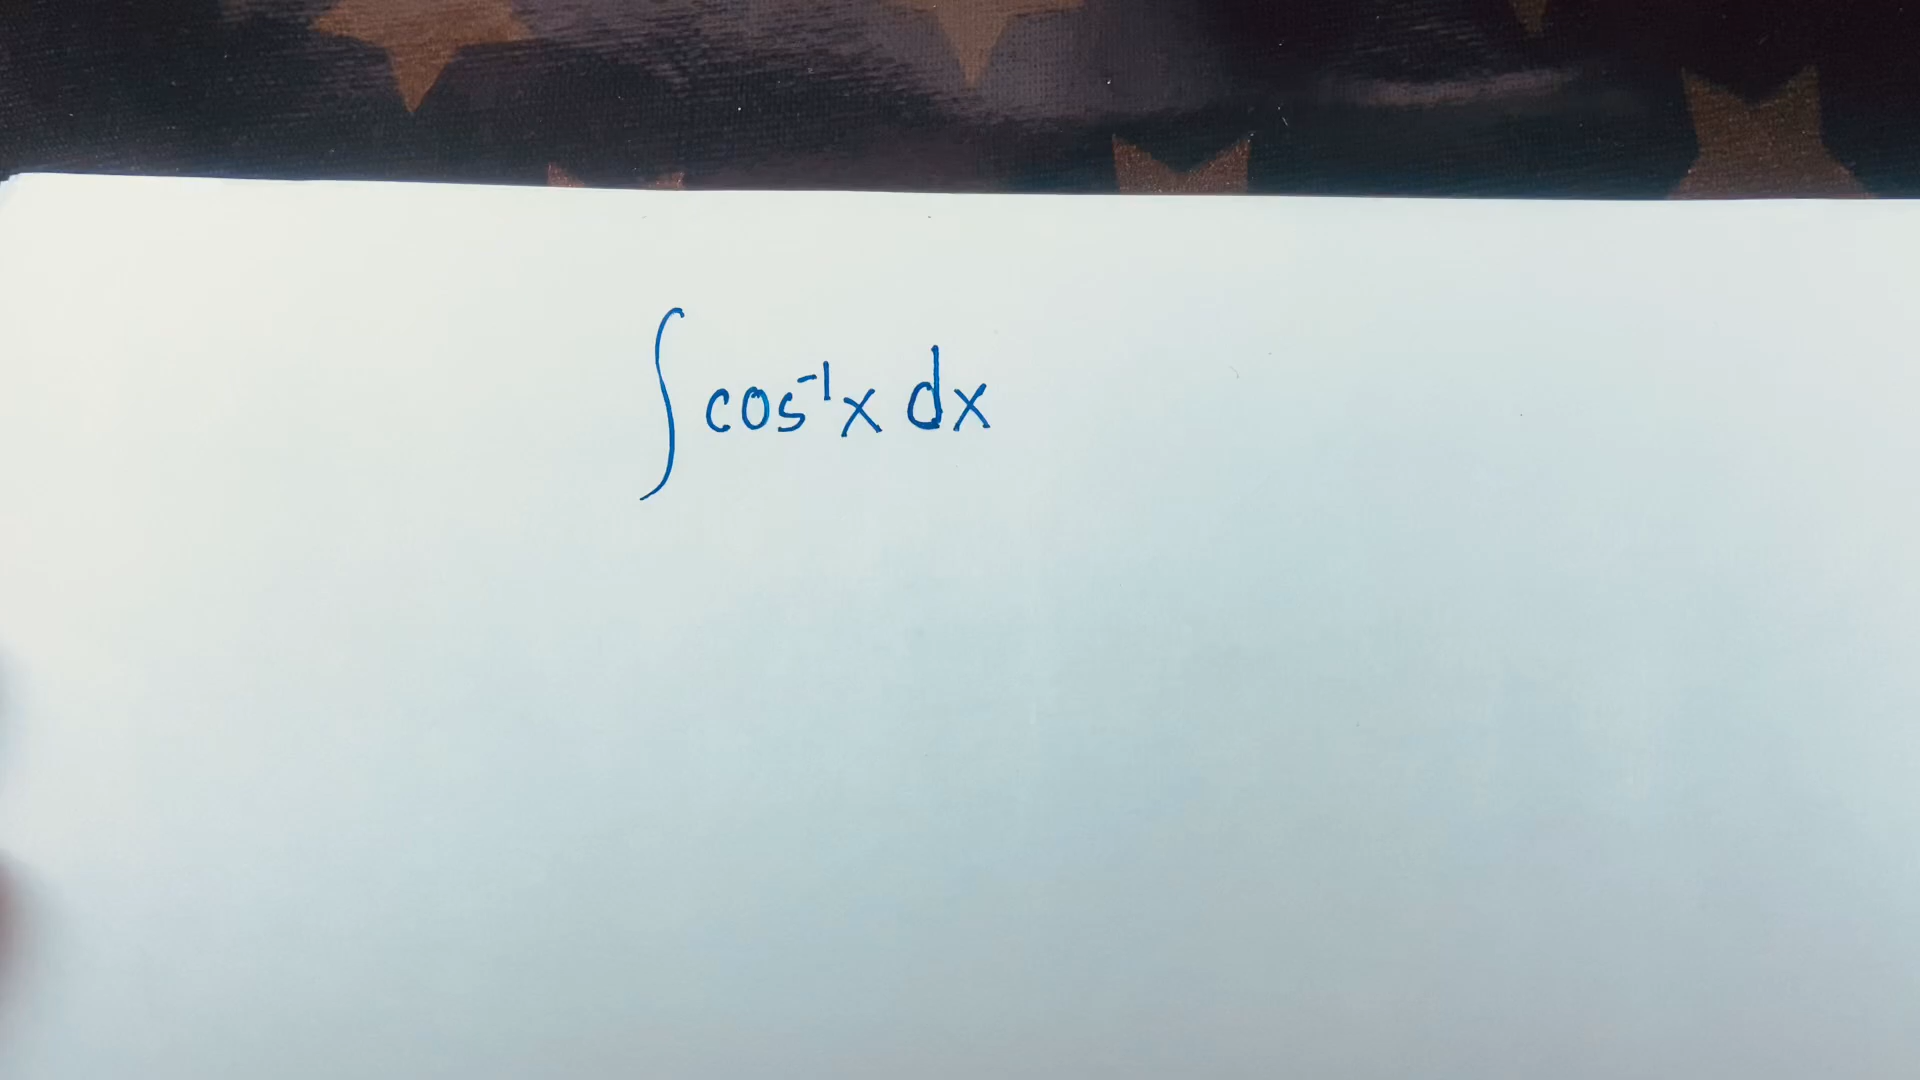 ∫ cos⁻¹x dx